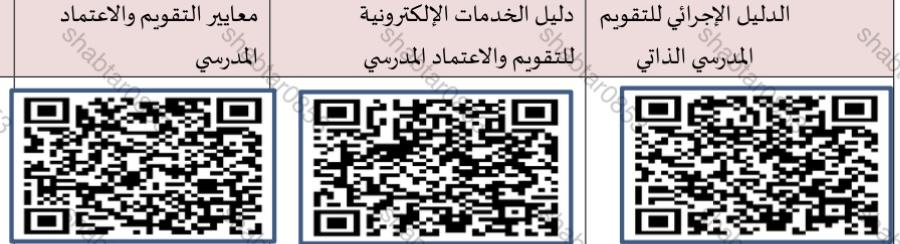 الدليل الإجرائي للتقويم
المدرسي الذاتي
دليل الخدمات الإلكترونية
للتقويم والاعتماد المدرسي
معايير التقويم والاعتماد
المدرسي